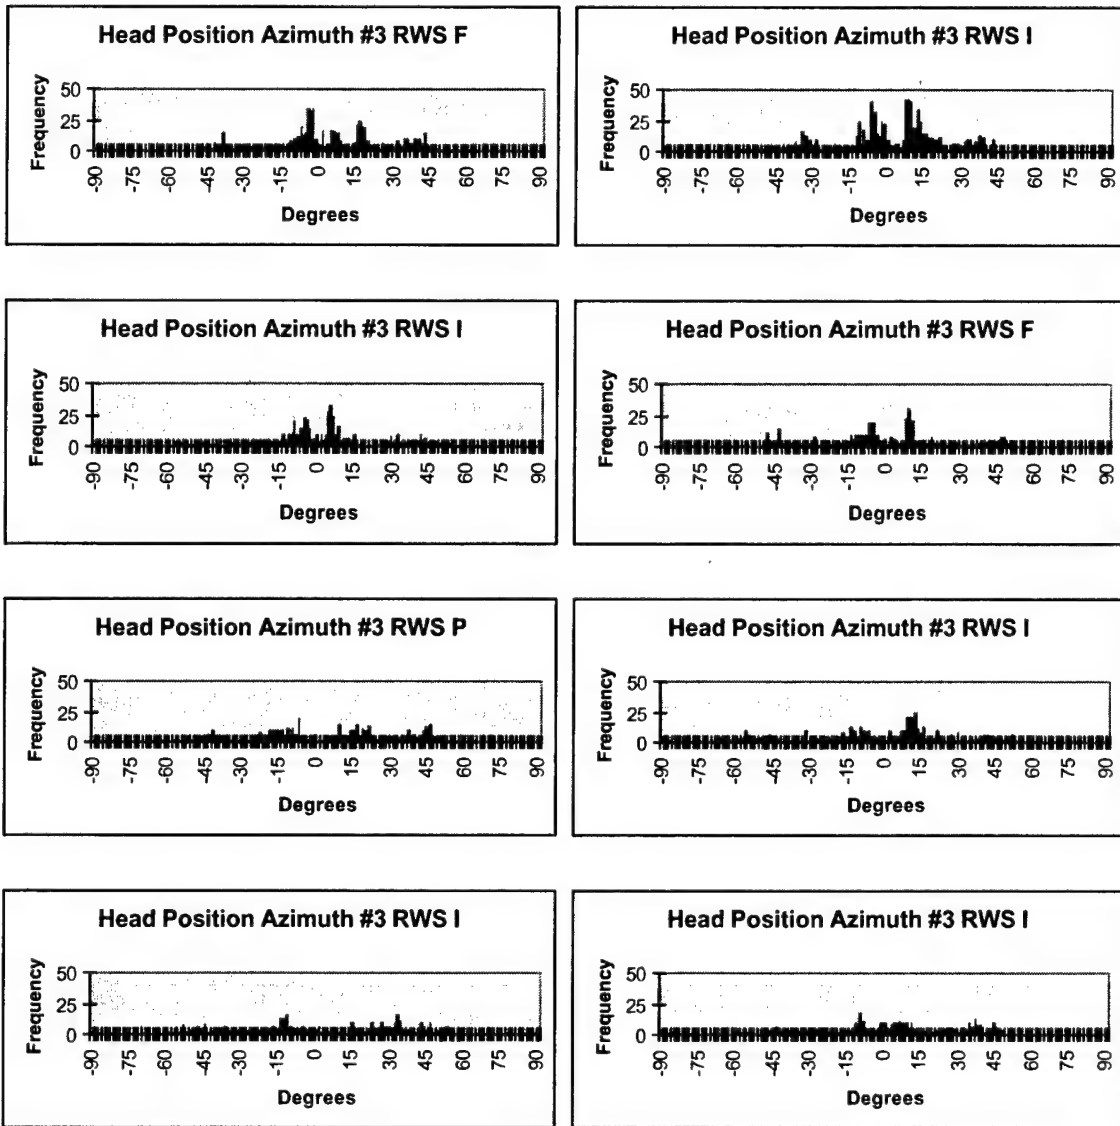 Head Position Azimuth #3 RWS F
Frequency
50
25
0
-90 -75 -60 -45 -30 -15 0 15 30 45 60 75 90
Degrees
Head Position Azimuth #3 RWS I
Frequency
50
25
0
-90 -75 -60 -45 -30 -15 0 15 30 45 60 75 90
Degrees
Head Position Azimuth #3 RWS I
Frequency
50
25
0
-90 -75 -60 -45 -30 -15 0 15 30 45 60 75 90
Degrees
Head Position Azimuth #3 RWS F
Frequency
50
25
0
-90 -75 -60 -45 -30 -15 0 15 30 45 60 75 90
Degrees
Head Position Azimuth #3 RWS P
Frequency
50
25
0
-90 -75 -60 -45 -30 -15 0 15 30 45 60 75 90
Degrees
Head Position Azimuth #3 RWS I
Frequency
50
25
0
-90 -75 -60 -45 -30 -15 0 15 30 45 60 75 90
Degrees
Head Position Azimuth #3 RWS I
Frequency
50
25
0
-90 -75 -60 -45 -30 -15 0 15 30 45 60 75 90
Degrees
Head Position Azimuth #3 RWS I
Frequency
50
25
0
-90 -75 -60 -45 -30 -15 0 15 30 45 60 75 90
Degrees